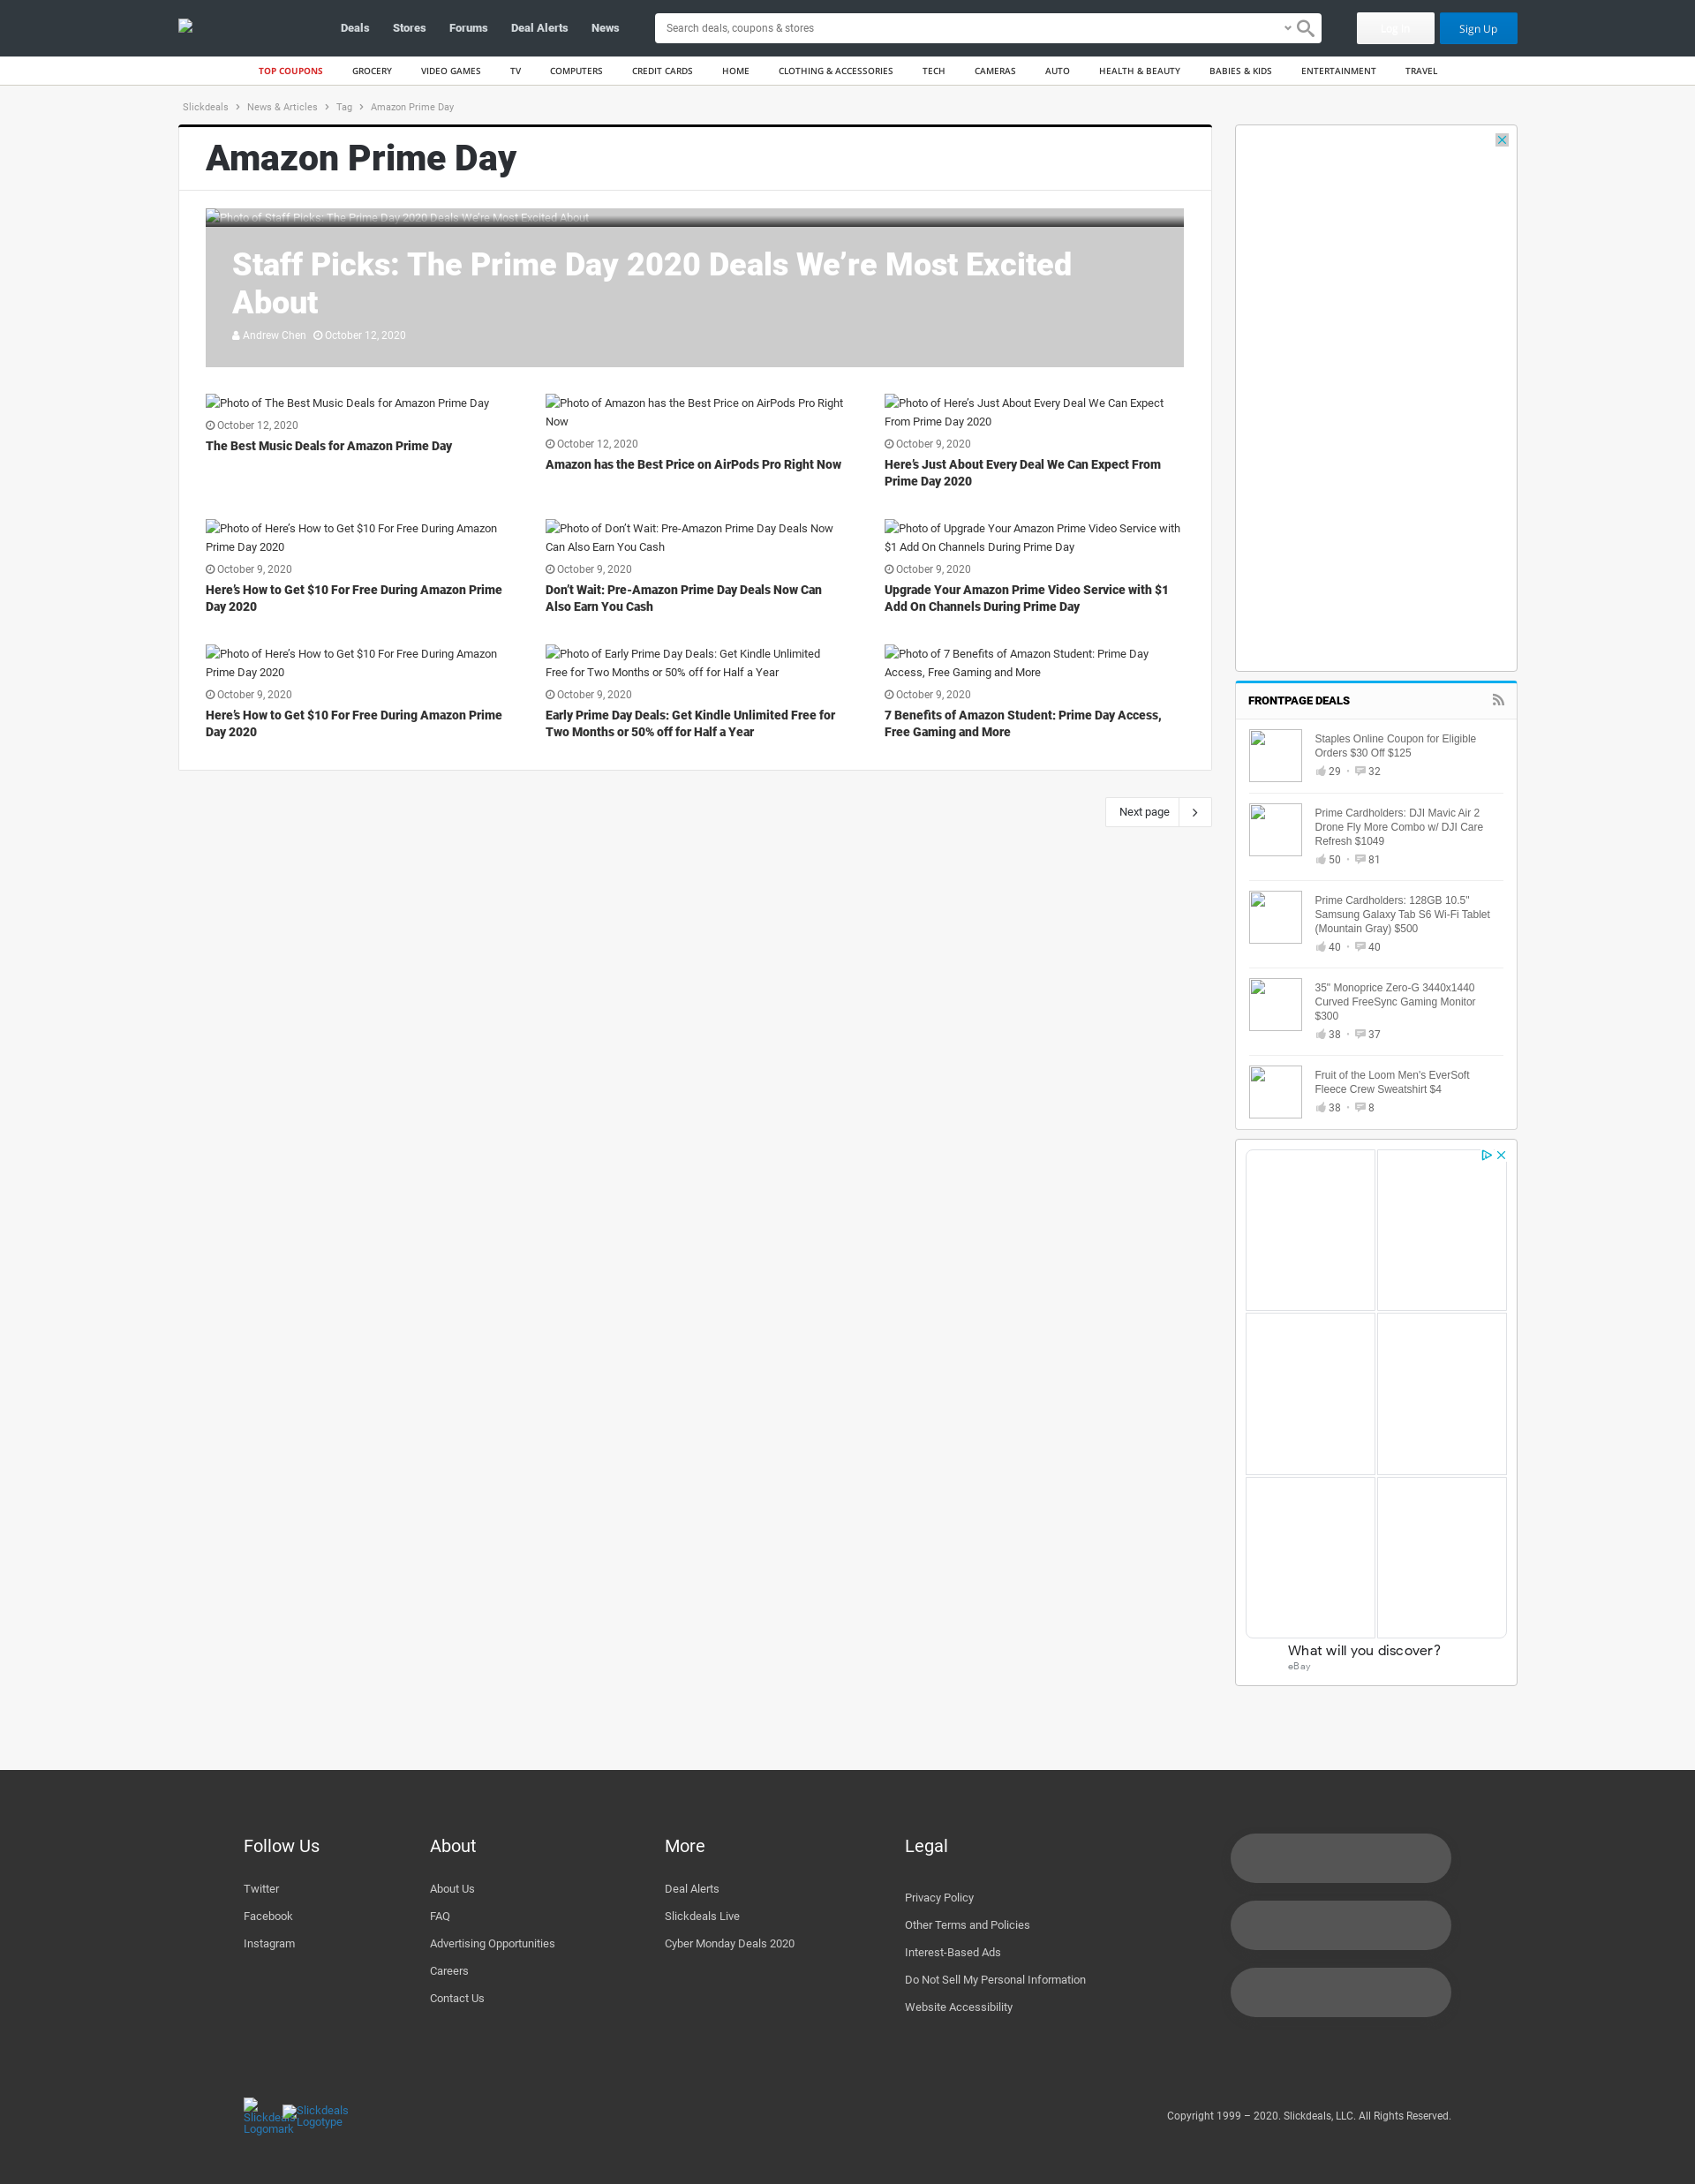 Deals Stores Forums Deal Alerts News Search deals, coupons & stores Log In Sign Up
TOP COUPONS GROCERY VIDEO GAMES TV COMPUTERS CREDIT CARDS HOME CLOTHING & ACCESSORIES TECH CAMERAS AUTO HEALTH & BEAUTY BABIES & KIDS ENTERTAINMENT TRAVEL
Slickdeals > News & Articles > Tag > Amazon Prime Day
Amazon Prime Day
Photo of Staff Picks: The Prime Day 2020 Deals We're Most Excited About
Staff Picks: The Prime Day 2020 Deals We’re Most Excited
About
Andrew Chen October 12, 2020
Photo of The Best Music Deals for Amazon Prime Day
October 12, 2020
The Best Music Deals for Amazon Prime Day
Photo of Amazon has the Best Price on AirPods Pro Right
Now
October 12, 2020
Amazon has the Best Price on AirPods Pro Right Now
Photo of Here’s Just About Every Deal We Can Expect
From Prime Day 2020
October 9, 2020
Here’s Just About Every Deal We Can Expect From
Prime Day 2020
Photo of Here’s How to Get $10 For Free During Amazon
Prime Day 2020
October 9, 2020
Here’s How to Get $10 For Free During Amazon Prime
Day 2020
Photo of Don’t Wait: Pre-Amazon Prime Day Deals Now
Can Also Earn You Cash
October 9, 2020
Don’t Wait: Pre-Amazon Prime Day Deals Now Can
Also Earn You Cash
Photo of Upgrade Your Amazon Prime Video Service with
$1 Add On Channels During Prime Day
October 9, 2020
Upgrade Your Amazon Prime Video Service with $1
Add On Channels During Prime Day
Photo of Here’s How to Get $10 For Free During Amazon
Prime Day 2020
October 9, 2020
Here’s How to Get $10 For Free During Amazon Prime
Day 2020
Photo of Early Prime Day Deals: Get Kindle Unlimited
Free for Two Months or 50% off for Half a Year
October 9, 2020
Early Prime Day Deals: Get Kindle Unlimited Free for
Two Months or 50% off for Half a Year
Photo of 7 Benefits of Amazon Student: Prime Day
Access, Free Gaming and More
October 9, 2020
7 Benefits of Amazon Student: Prime Day Access,
Free Gaming and More
Next page
FRONTPAGE DEALS
Staples Online Coupon for Eligible
Orders $30 Off $125
29 • 32
Prime Cardholders: DJI Mavic Air 2
Drone Fly More Combo w/ DJI Care
Refresh $1049
50 • 81
Prime Cardholders: 128GB 10.5"
Samsung Galaxy Tab S6 Wi-Fi Tablet
(Mountain Gray) $500
40 • 40
35" Monoprice Zero-G 3440x1440
Curved FreeSync Gaming Monitor
$300
38 • 37
Fruit of the Loom Men's EverSoft
Fleece Crew Sweatshirt $4
38 • 8
What will you discover?
eBay
Follow Us
Twitter
Facebook
Instagram
About
About Us
FAQ
Advertising Opportunities
Careers
Contact Us
More
Deal Alerts
Slickdeals Live
Cyber Monday Deals 2020
Legal
Privacy Policy
Other Terms and Policies
Interest-Based Ads
Do Not Sell My Personal Information
Website Accessibility
Slickdeals
Logomark
Slickdeals
Logotype
Copyright 1999 – 2020. Slickdeals, LLC. All Rights Reserved.